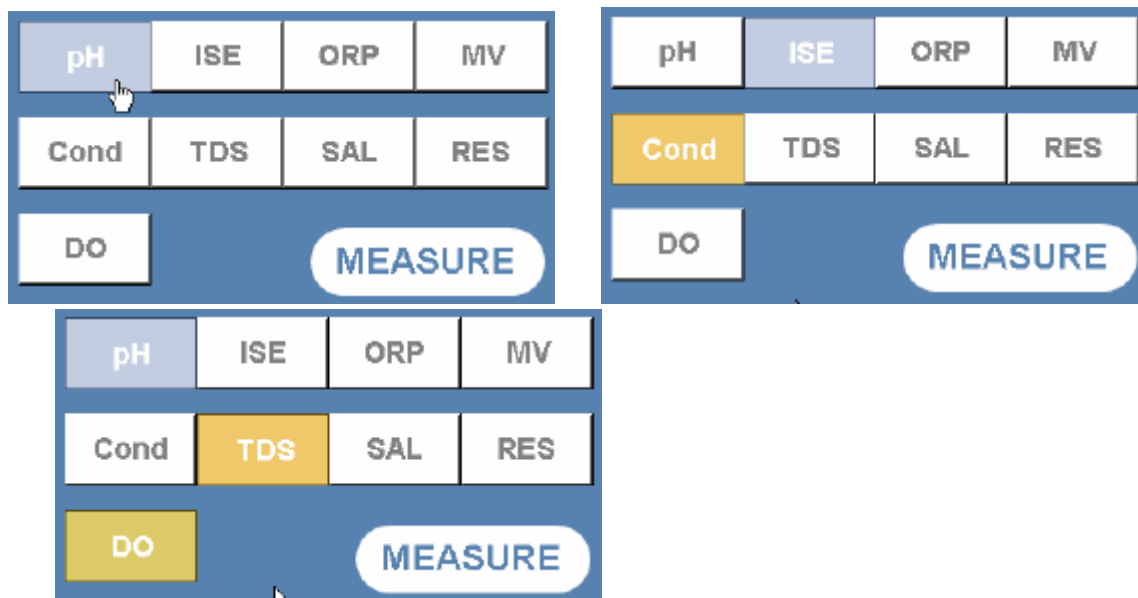 pH ISE ORP MV
Cond TDS SAL RES
DO MEASURE
pH ISE ORP MV
Cond TDS SAL RES
DO MEASURE
pH ISE ORP MV
Cond TDS SAL RES
DO MEASURE